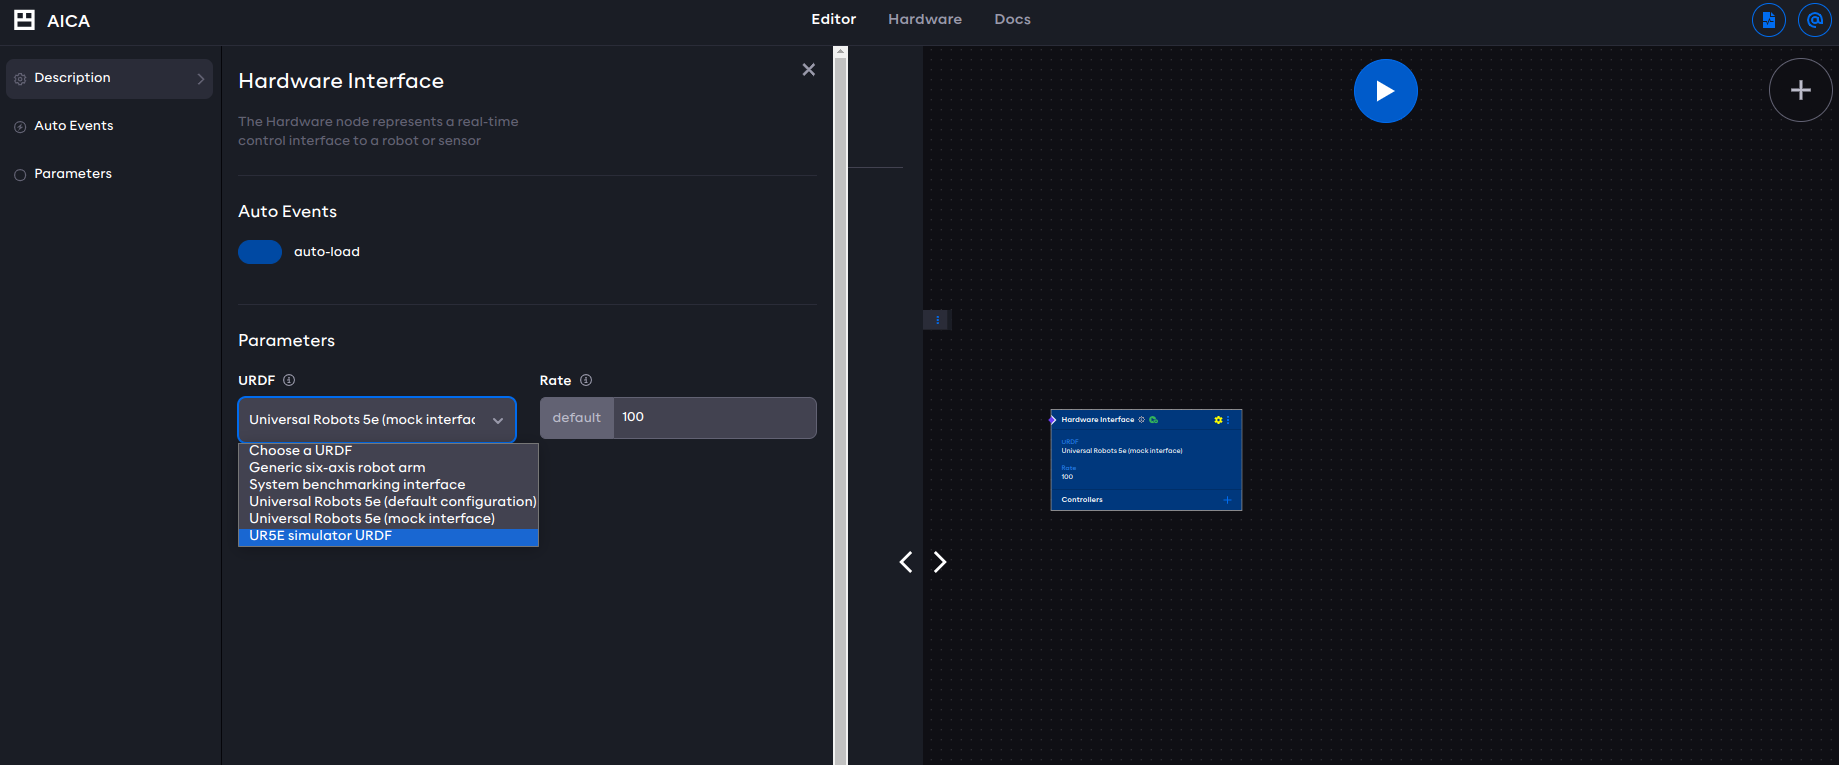 AICA
Editor
Hardware
Docs
Description
Auto Events
Parameters
Hardware Interface
The Hardware node represents a real-time
control interface to a robot or sensor
Auto Events
auto-load
Parameters
URDF
Rate
Universal Robots 5e (mock interfac
default
100
Choose a URDF
Generic six-axis robot arm
System benchmarking interface
Universal Robots 5e (default configuration)
Universal Robots 5e (mock interface)
UR5E simulator URDF
Hardware Interface
URDF
Universal Robots 5e (mock interface)
Rate
100
Controllers